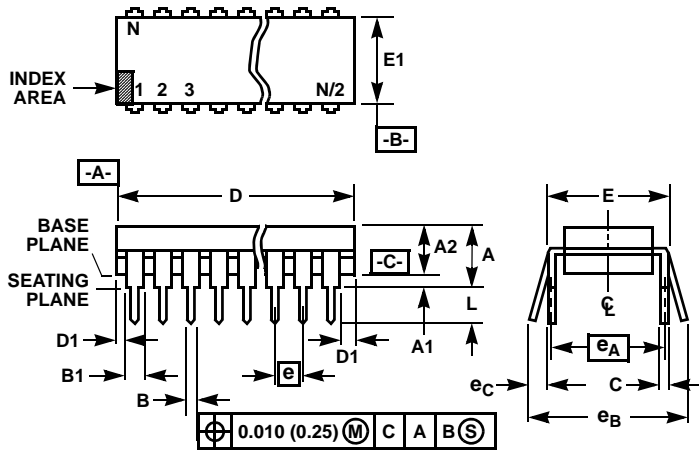 N
E1
INDEX
AREA
1 2 3 N/2
-B-
-A-
D
E
BASE
PLANE
A2 A
-C-
SEATING
PLANE
L
C
L
D1
A1
D1
eA
B1
e
eC
C
B
eB
0.010 (0.25) M C A B S